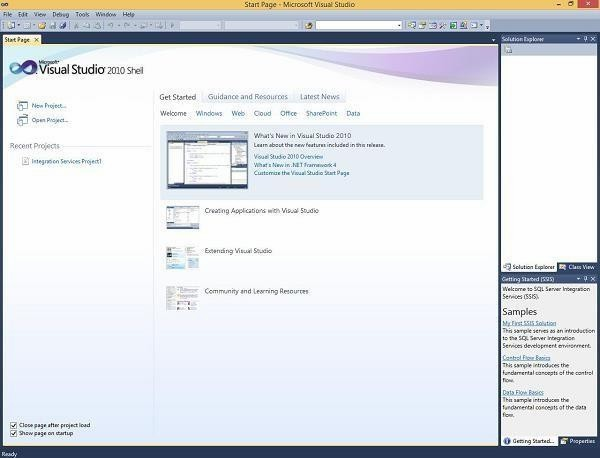 Start Page - Microsoft Visual Studio
File Edit View Debug Tools Window Help
Start Page
Microsoft
Visual Studio 2010 Shell
New Project...
Open Project...
Recent Projects
Integration Services Project1
Get Started Guidance and Resources Latest News
Welcome Windows Web Cloud Office SharePoint Data
What's New in Visual Studio 2010
Learn about the new features included in this release.
Visual Studio 2010 Overview
What's New in .NET Framework 4
Customize the Visual Studio Start Page
Creating Applications with Visual Studio
Extending Visual Studio
Community and Learning Resources
Close page after project load
Show page on startup
Solution Explorer
Solution Explorer Class View
Getting Started (SSIS)
Welcome to SQL Server Integration
Services (SSIS).
Samples
My First SSIS Solution
This sample serves as an introduction
to the SQL Server Integration
Services development environment.
Control Flow Basics
This sample introduces the
fundamental concepts of the control
flow.
Data Flow Basics
This sample introduces the
fundamental concepts of the data
flow.
Getting Started... Properties
Ready